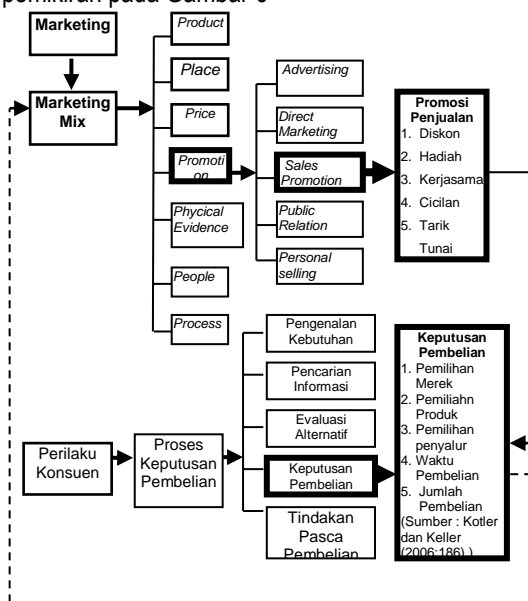 pemikiran pada Gambar
Marketing
Marketing
Mix
Product
Place
Price
Promoti
on
Phycical
Evidence
People
Process
Advertising
Direct
Marketing
Sales
Promotion
Public
Relation
Personal
selling
Promosi
Penjualan
1. Diskon
2. Hadiah
3. Kerjasama
4. Cicilan
5. Tarik
Tunai
Perilaku
Konsuen
Proses
Keputusan
Pembelian
Pengenalan
Kebutuhan
Pencarian
Informasi
Evaluasi
Alternatif
Keputusan
Pembelian
Tindakan
Pasca
Pembelian
Keputusan
Pembelian
1. Pemilihan
Merek
2. Pemiliahn
Produk
3. Pemilihan
penyalur
4. Waktu
Pembelian
5. Jumlah
Pembelian
(Sumber : Kotler
dan Keller
(2006:186) )